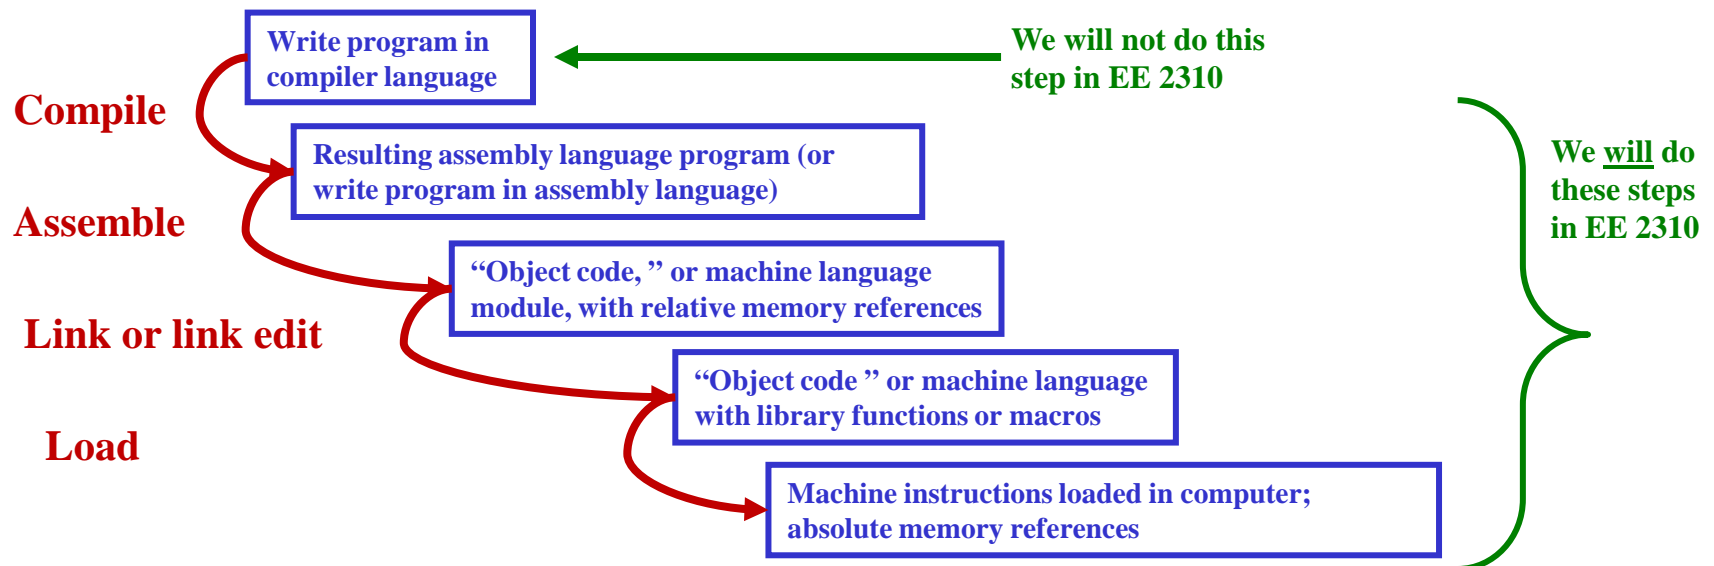 Write program in
compiler language
We will not do this
step in EE 2310
Compile
Resulting assembly language program (or
write program in assembly language)
We will do
these steps
in EE 2310
Assemble
“Object code, ” or machine language
module, with relative memory references
Link or link edit
“Object code ” or machine language
with library functions or macros
Load
Machine instructions loaded in computer;
absolute memory references